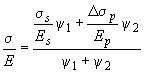 σ/E = (σ_s/E_s ψ_1 + Δσ_p/E_p ψ_2) / (ψ_1 + ψ_2)